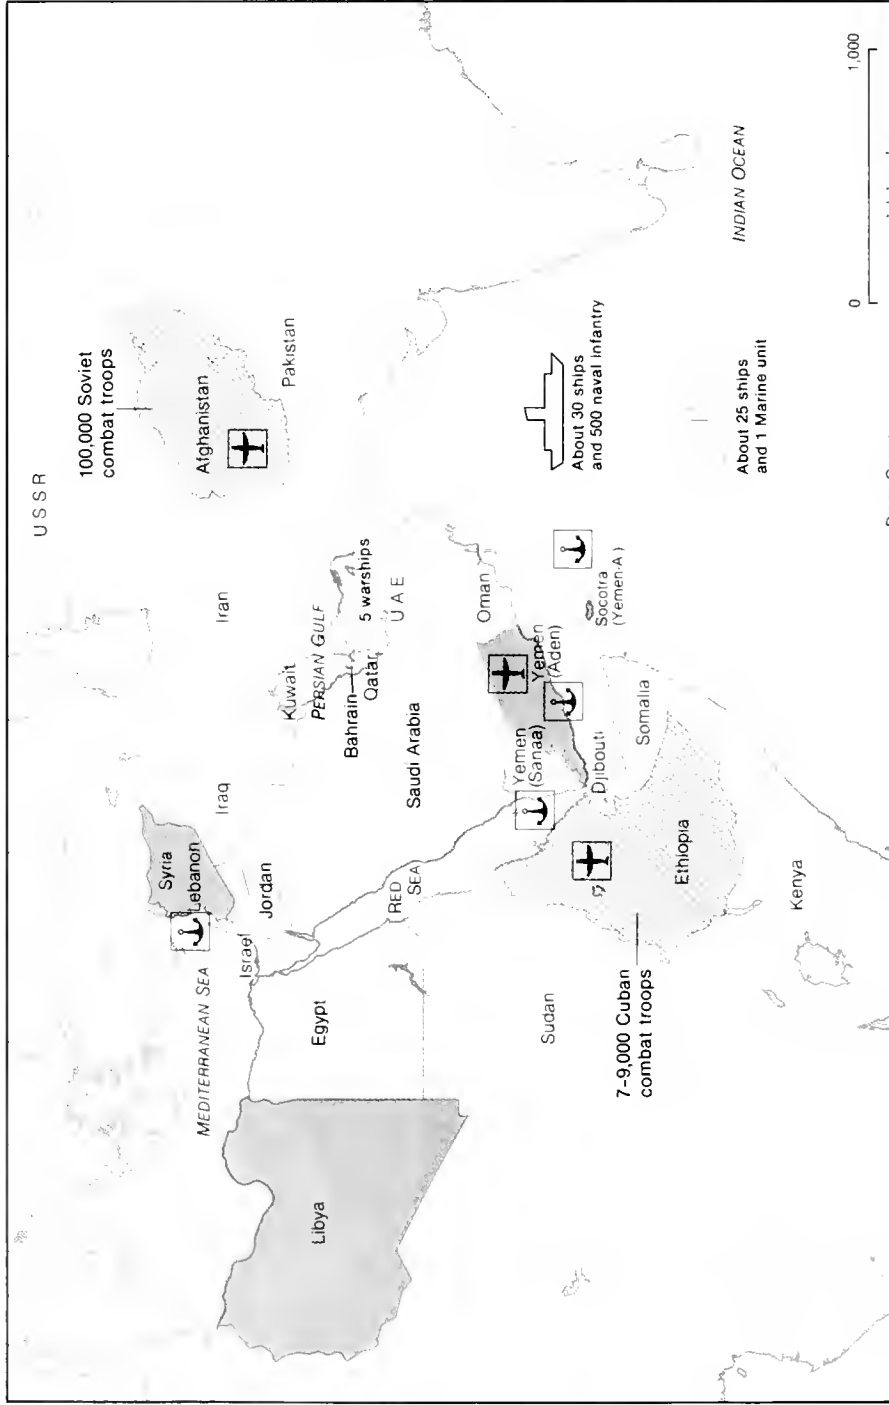 USSR
100,000 Soviet
combat troops
Afghanistan
Pakistan
Iran
Syria
Lebanon
Iraq
MEDITERRANEAN SEA
Israel
Jordan
Kuwait
PERSIAN GULF
Bahrain
Qatar
5 warships
UAE
Egypt
Libya
Saudi Arabia
RED
SEA
Oman
Yemen
(Sanaa)
Yemen
(Aden)
Socotra
(Yemen-A)
Djibouti
Somalia
Sudan
Ethiopia
7-9,000 Cuban
combat troops
Kenya
About 30 ships
and 500 naval infantry
About 25 ships
and 1 Marine unit
INDIAN OCEAN
0
1,000